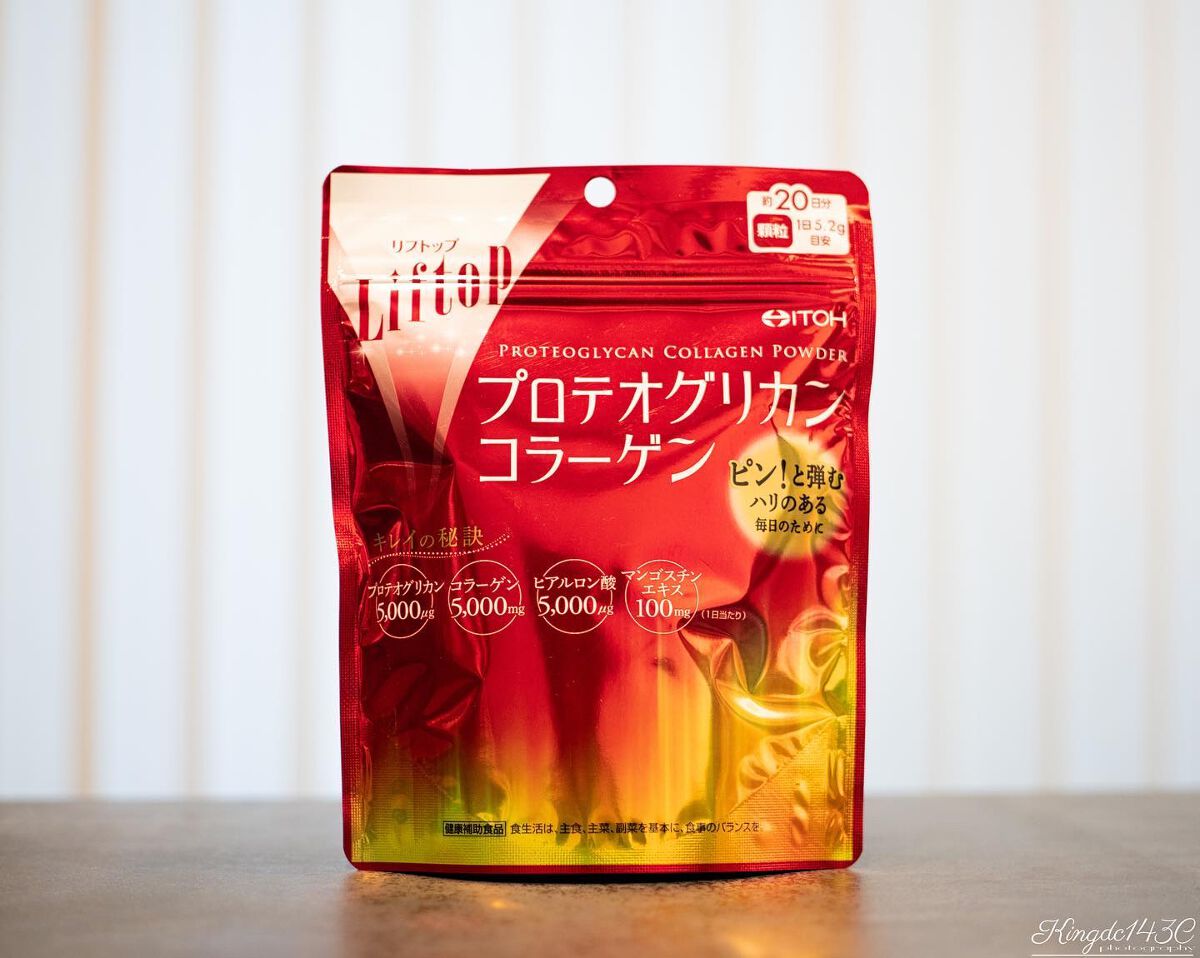 リフトップ
Liftop
約20日分
顆粒
1日5.2g
目安
ITOH
PROTEOGLYCAN COLLAGEN POWDER
プロテオグリカン
コラーゲン
ピン!と弾む
ハリのある
毎日のために
キレイの秘訣
プロテオグリカン
5,000μg
コラーゲン
5,000mg
ヒアルロン酸
5,000μg
マンゴスチン
エキス
100mg
(1日当たり)
健康補助食品 食生活は、主食、主菜、副菜を基本に、食事のバランスを。
Kingdc143C
photography